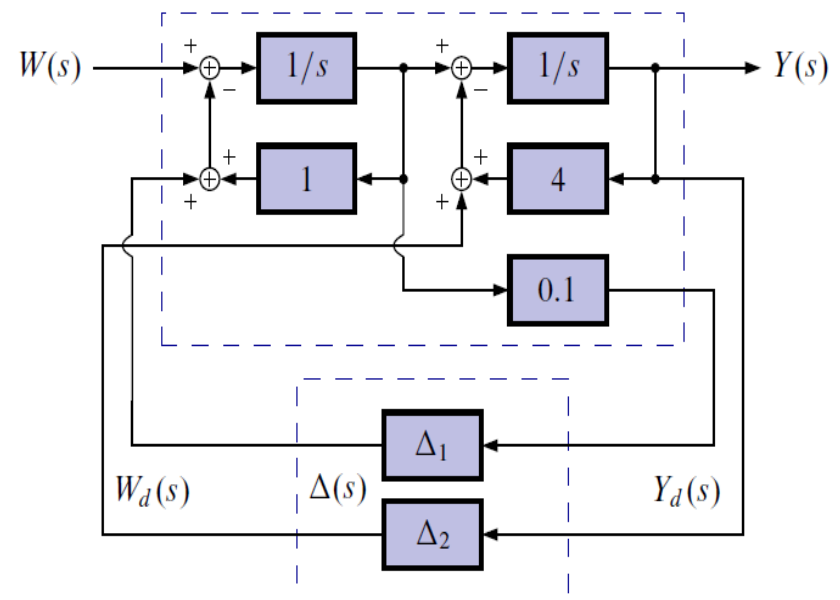 + +
W(s) 1/s 1/s Y(s)
− −
+ +
1 4
+ +
0.1
Δ₁
W_d(s) Δ(s) Y_d(s)
Δ₂